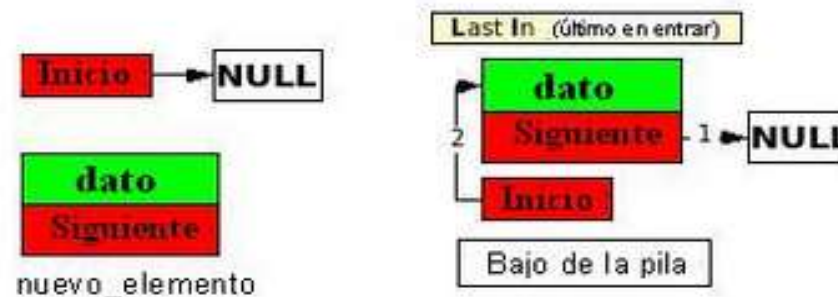 Inicio
NULL
dato
Siguiente
nuevo_elemento
Last In (último en entrar)
dato
Siguiente
1
NULL
2
Inicio
Bajo de la pila